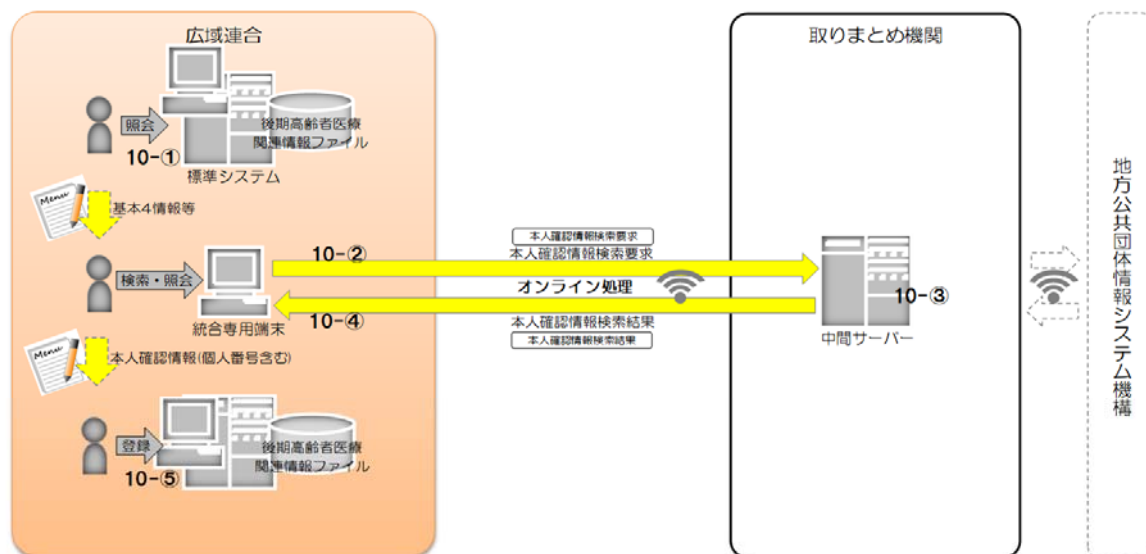 広域連合
照会
10-①
後期高齢者医療
関連情報ファイル
標準システム
Menu
基本4情報等
検索・照会
統合専用端末
10-②
本人確認情報検索要求
本人確認情報検索要求
オンライン処理
10-④
本人確認情報検索結果
本人確認情報検索結果
Menu
本人確認情報(個人番号含む)
登録
10-⑤
後期高齢者医療
関連情報ファイル
取りまとめ機関
10-③
中間サーバー
地方公共団体情報システム機構